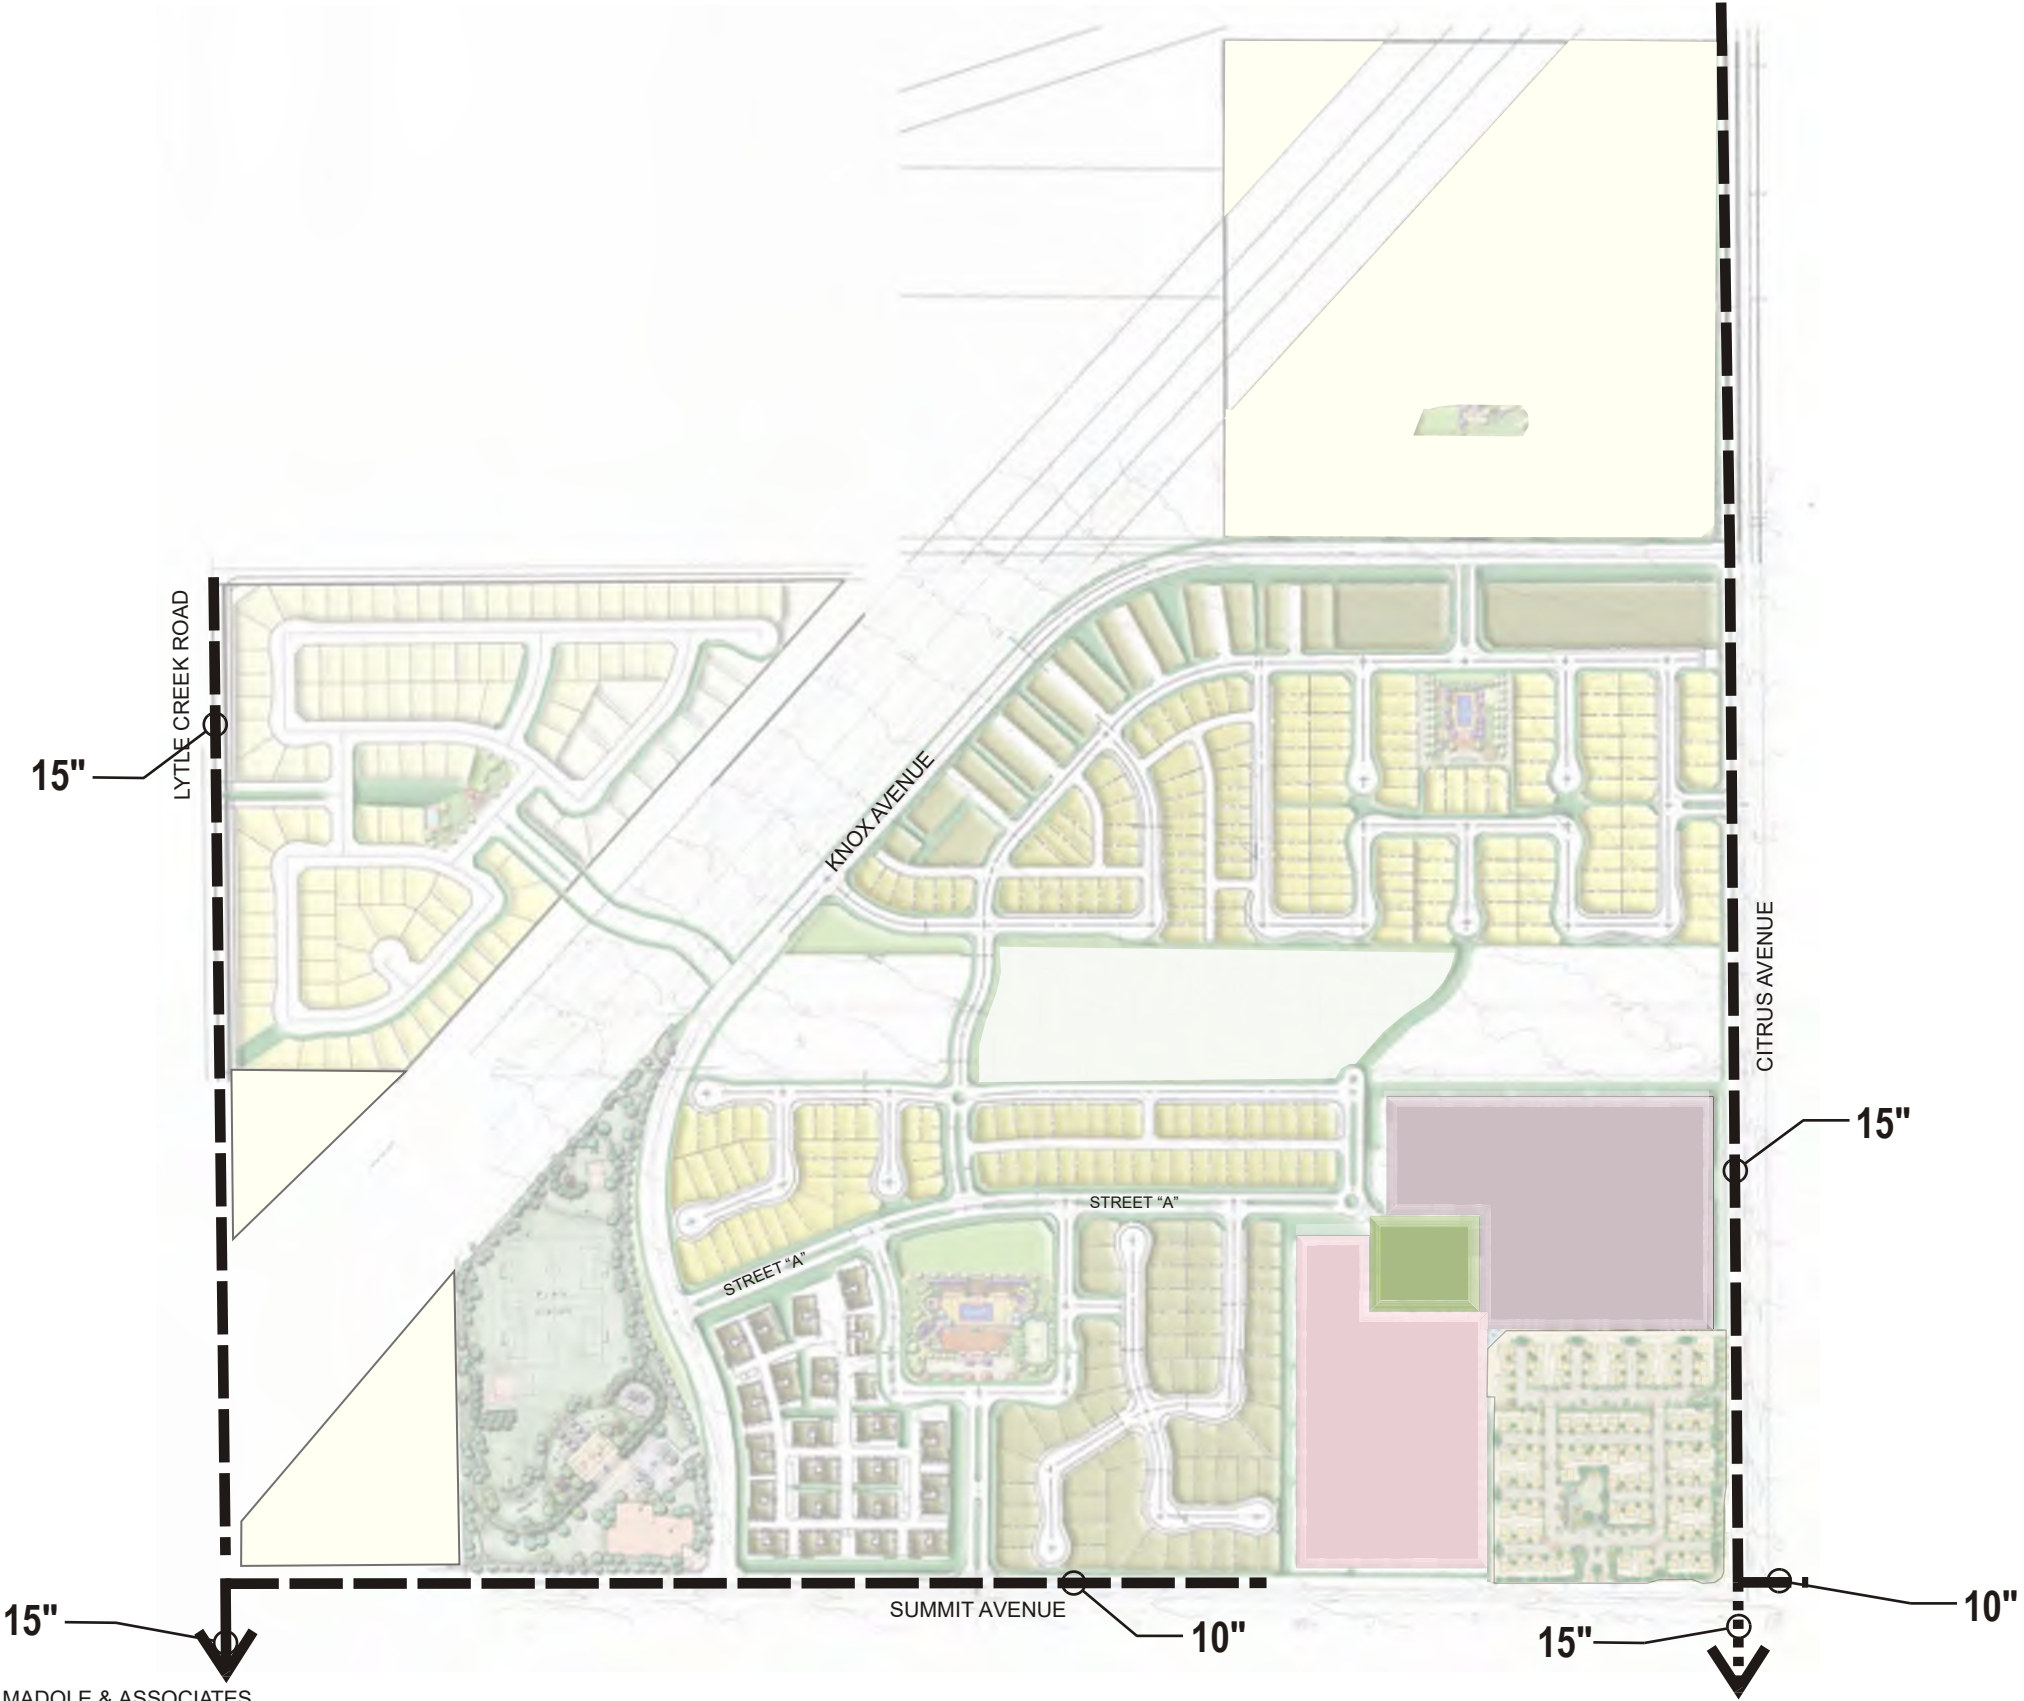 LYTLE CREEK ROAD
15"
KNOX AVENUE
CITRUS AVENUE
15"
STREET “A”
STREET “A”
15"
SUMMIT AVENUE
10"
15"
10"
MADOLE & ASSOCIATES